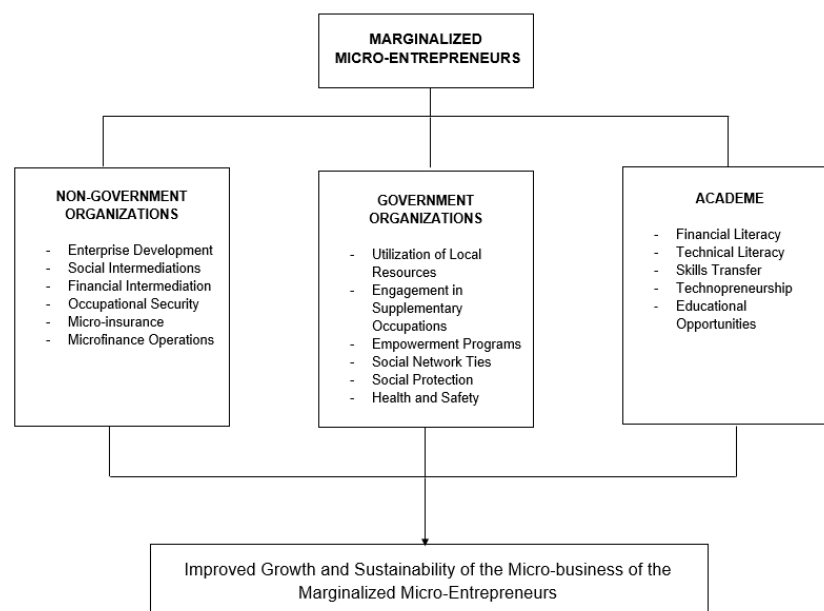 MARGINALIZED
MICRO-ENTREPRENEURS
NON-GOVERNMENT
ORGANIZATIONS
- Enterprise Development
- Social Intermediations
- Financial Intermediation
- Occupational Security
- Micro-insurance
- Microfinance Operations
GOVERNMENT
ORGANIZATIONS
- Utilization of Local
Resources
- Engagement in
Supplementary
Occupations
- Empowerment Programs
- Social Network Ties
- Social Protection
- Health and Safety
ACADEME
- Financial Literacy
- Technical Literacy
- Skills Transfer
- Technopreneurship
- Educational
Opportunities
Improved Growth and Sustainability of the Micro-business of the
Marginalized Micro-Entrepreneurs